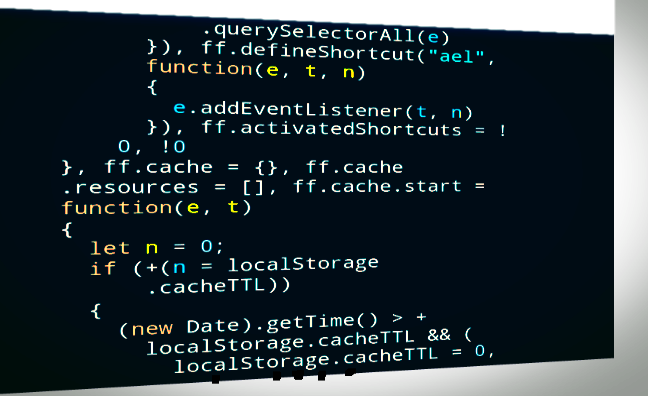 .querySelectorAll(e)
}), ff.defineShortcut("ael",
function(e, t, n)
{
e.addEventListener(t, n)
}), ff.activatedShortcuts = !
0, !0
}, ff.cache = {}, ff.cache
.resources = [], ff.cache.start =
function(e, t)
{
let n = 0;
if (+(n = localStorage
.cacheTTL))
{
(new Date).getTime() > +
localStorage.cacheTTL && (
localStorage.cacheTTL = 0,